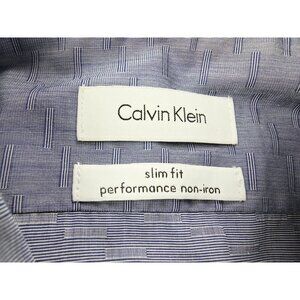 Calvin Klein
slim fit
performance non-iron